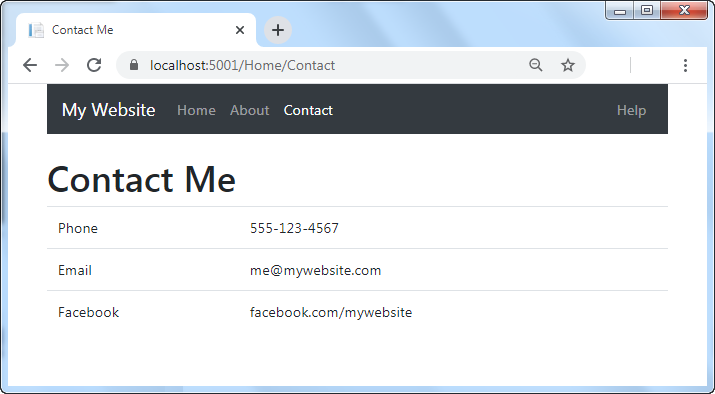 Contact Me
localhost:5001/Home/Contact
My Website Home About Contact Help
Contact Me
Phone 555-123-4567
Email me@mywebsite.com
Facebook facebook.com/mywebsite